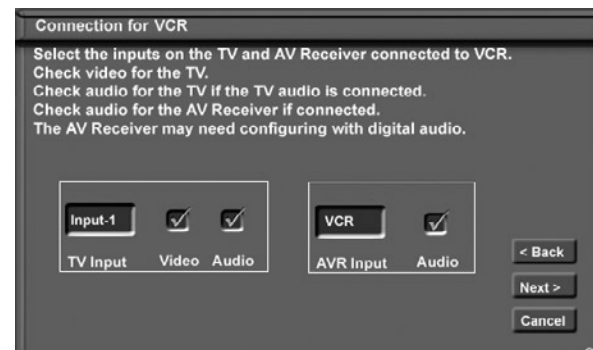 Connection for VCR
Select the inputs on the TV and AV Receiver connected to VCR.
Check video for the TV.
Check audio for the TV if the TV audio is connected.
Check audio for the AV Receiver if connected.
The AV Receiver may need configuring with digital audio.
Input-1
TV Input Video Audio
VCR
AVR Input Audio
< Back
Next >
Cancel